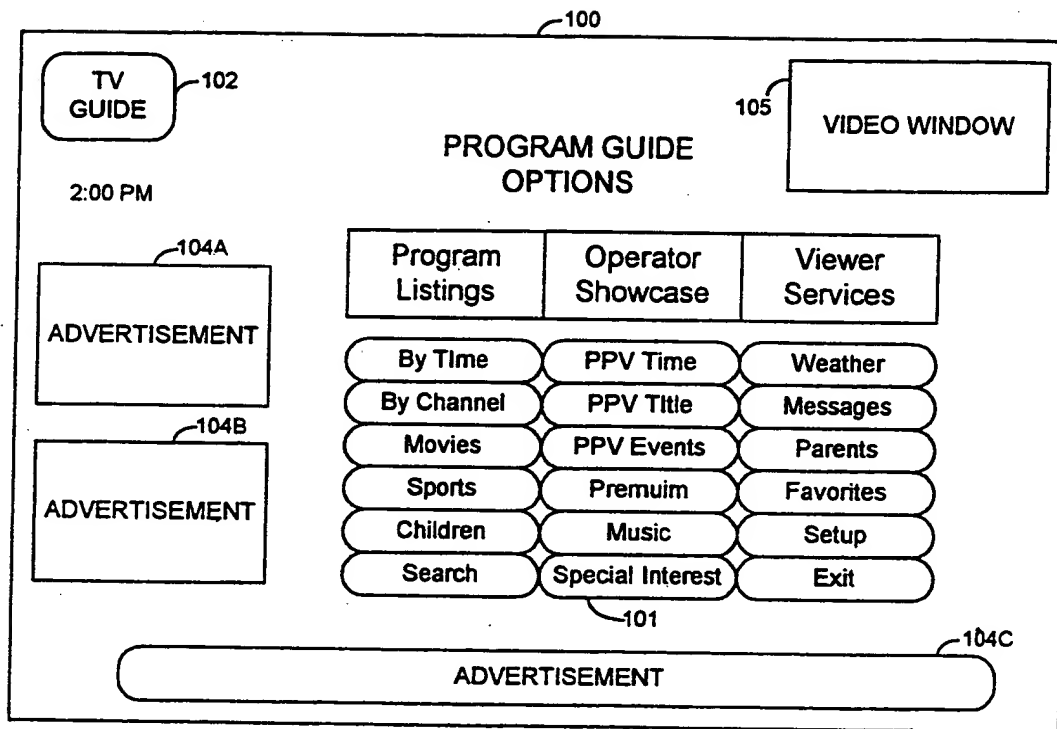 100
TV
GUIDE
102
105
VIDEO WINDOW
PROGRAM GUIDE
OPTIONS
2:00 PM
104A
ADVERTISEMENT
104B
ADVERTISEMENT
Program
Listings
Operator
Showcase
Viewer
Services
By TIme
PPV Time
Weather
By Channel
PPV TItle
Messages
Movies
PPV Events
Parents
Sports
Premuim
Favorites
Children
Music
Setup
Search
Special Interest
Exit
101
104C
ADVERTISEMENT